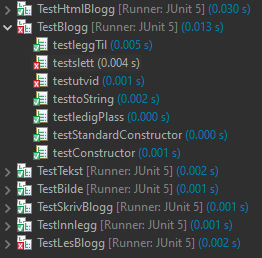 TestHtmlBlogg [Runner: JUnit 5] (0.030 s)
TestBlogg [Runner: JUnit 5] (0.013 s)
testleggTil (0.005 s)
testslett (0.004 s)
testutvid (0.001 s)
testtoString (0.002 s)
testledigPlass (0.000 s)
testStandardConstructor (0.000 s)
testConstructor (0.001 s)
TestTekst [Runner: JUnit 5] (0.002 s)
TestBilde [Runner: JUnit 5] (0.001 s)
TestSkrivBlogg [Runner: JUnit 5] (0.001 s)
TestInnlegg [Runner: JUnit 5] (0.001 s)
TestLesBlogg [Runner: JUnit 5] (0.002 s)